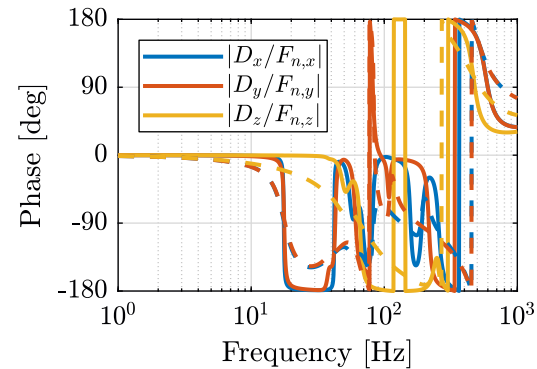 180
90
0
-90
-180
Phase [deg]
|D_x/F_{n,x}|
|D_y/F_{n,y}|
|D_z/F_{n,z}|
10^0
10^1
10^2
10^3
Frequency [Hz]